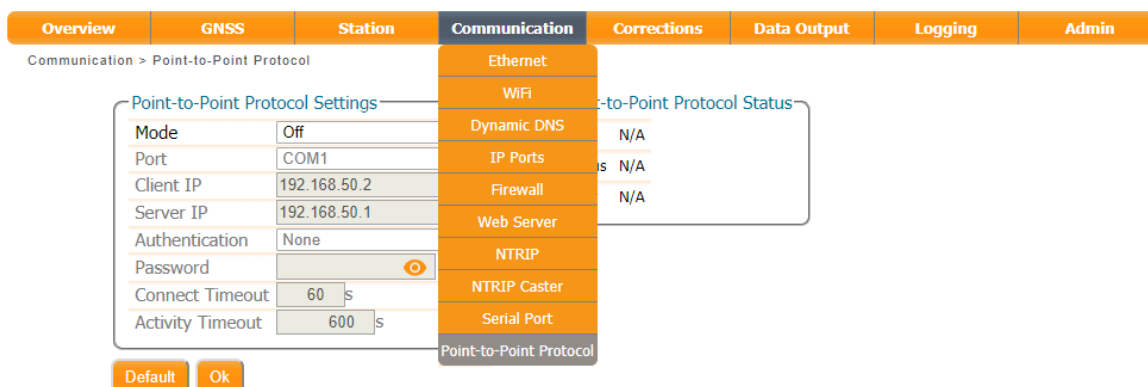 Overview GNSS Station Communication Corrections Data Output Logging Admin
Communication > Point-to-Point Protocol
Ethernet
WiFi
Dynamic DNS
IP Ports
Firewall
Web Server
NTRIP
NTRIP Caster
Serial Port
Point-to-Point Protocol
Point-to-Point Protocol Settings
Mode Off
Port COM1
Client IP 192.168.50.2
Server IP 192.168.50.1
Authentication None
Password
Connect Timeout 60 s
Activity Timeout 600 s
-to-Point Protocol Status
N/A
N/A
N/A
Default Ok